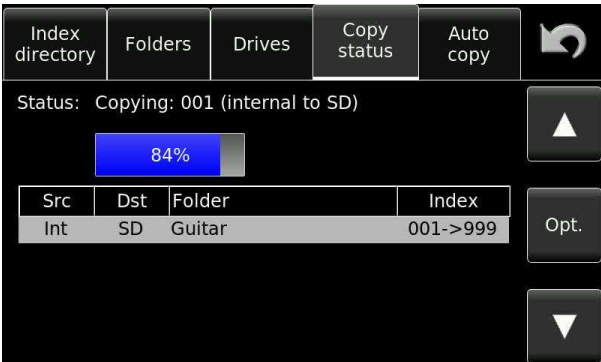 Index directory
Folders
Drives
Copy status
Auto copy
Status: Copying: 001 (internal to SD)
84%
Src Dst Folder Index
Int SD Guitar 001->999
Opt.